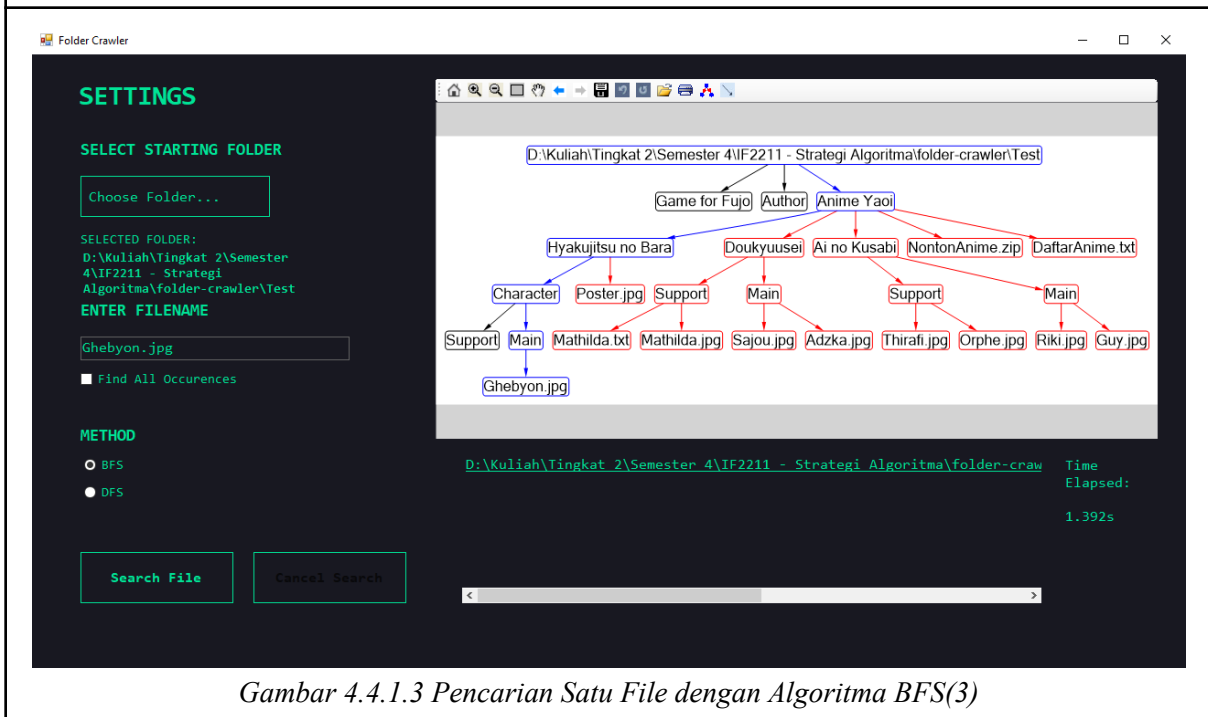 Folder Crawler
SETTINGS
SELECT STARTING FOLDER
Choose Folder...
SELECTED FOLDER:
D:\Kuliah\Tingkat 2\Semester
4\IF2211 - Strategi
Algoritma\folder-crawler\Test
ENTER FILENAME
Ghebyon.jpg
Find All Occurences
METHOD
BFS
DFS
Search File
Cancel Search
D:\Kuliah\Tingkat 2\Semester 4\IF2211 - Strategi Algoritma\folder-crawler\Test
Game for Fujo Author Anime Yaoi
Hyakujitsu no Bara Doukyuusei Ai no Kusabi NontonAnime.zip DaftarAnime.txt
Character Poster.jpg Support Main Support Main
Support Main Mathilda.txt Mathilda.jpg Sajou.jpg Adzka.jpg Thirafi.jpg Orphe.jpg Riki.jpg Guy.jpg
Ghebyon.jpg
D:\Kuliah\Tingkat 2\Semester 4\IF2211 - Strategi Algoritma\folder-craw
Time
Elapsed:
1.392s
Gambar 4.4.1.3 Pencarian Satu File dengan Algoritma BFS(3)